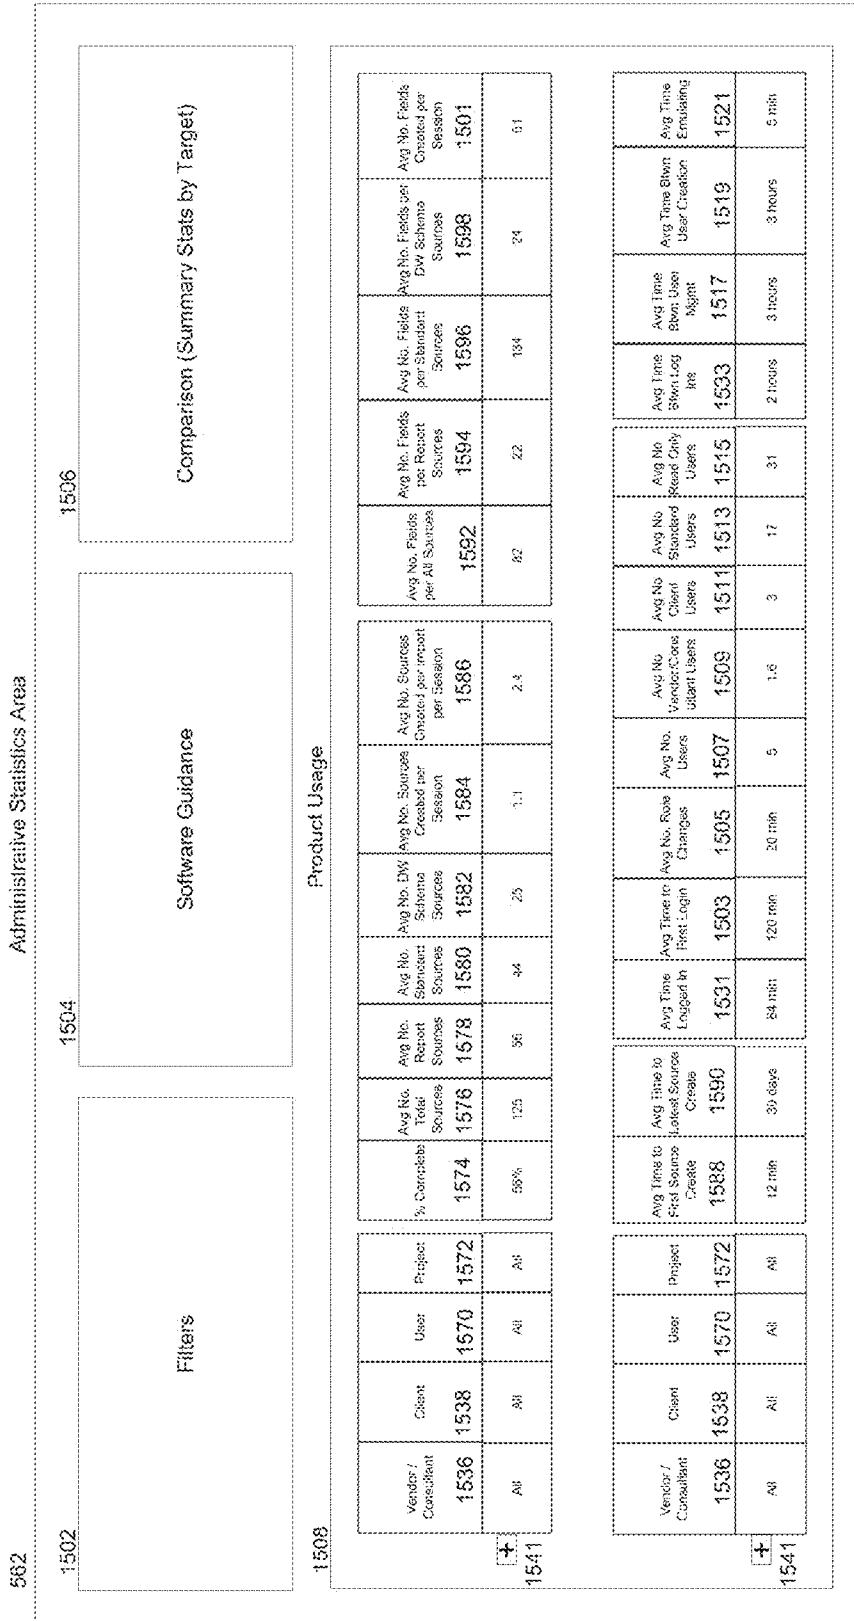 562
Administrative Statistics Area
1502
Filters
1504
Software Guidance
1506
Comparison (Summary Stats by Target)
1508
Product Usage
Vendor /
Consultant
1536
Client
1538
User
1570
Project
1572
% Complete
1574
Avg No.
Total
Sources
1576
Avg No.
Report
Sources
1578
Avg No.
Standard
Sources
1580
Avg No. DW
Schema
Sources
1582
Avg No. Sources
Created per
Session
1584
Avg No. Sources
Created per Import
per Session
1586
Avg No. Fields
per All Sources
1592
Avg No. Fields
per Report
Sources
1594
Avg No. Fields
per Standard
Sources
1596
Avg No. Fields per
DW Schema
Sources
1598
Avg No. Fields
Created per
Session
1501
+
1541
All
All
All
All
56%
125
56
44
25
2.4
82
22
134
24
Vendor /
Consultant
1536
Client
1538
User
1570
Project
1572
Avg Time to
First Source
Create
1588
Avg Time to
Latest Source
Create
1590
Avg Time
Logged In
1531
Avg Time to
First Login
1503
Avg No. Role
Changes
1505
Avg No.
Users
1507
Avg No
Vendor/Cons
ultant Users
1509
Avg No
Client
Users
1511
Avg No
Standard
Users
1513
Avg No
Read Only
Users
1515
Avg Time
Btwn Log
Ins
1533
Avg Time
Btwn User
Mgmt
1517
Avg Time Btwn
User Creation
1519
Avg Time
Emulating
1521
+
1541
All
All
All
All
12 min
30 days
84 min
120 min
20 min
5
1.6
3
17
31
2 hours
3 hours
3 hours
5 min